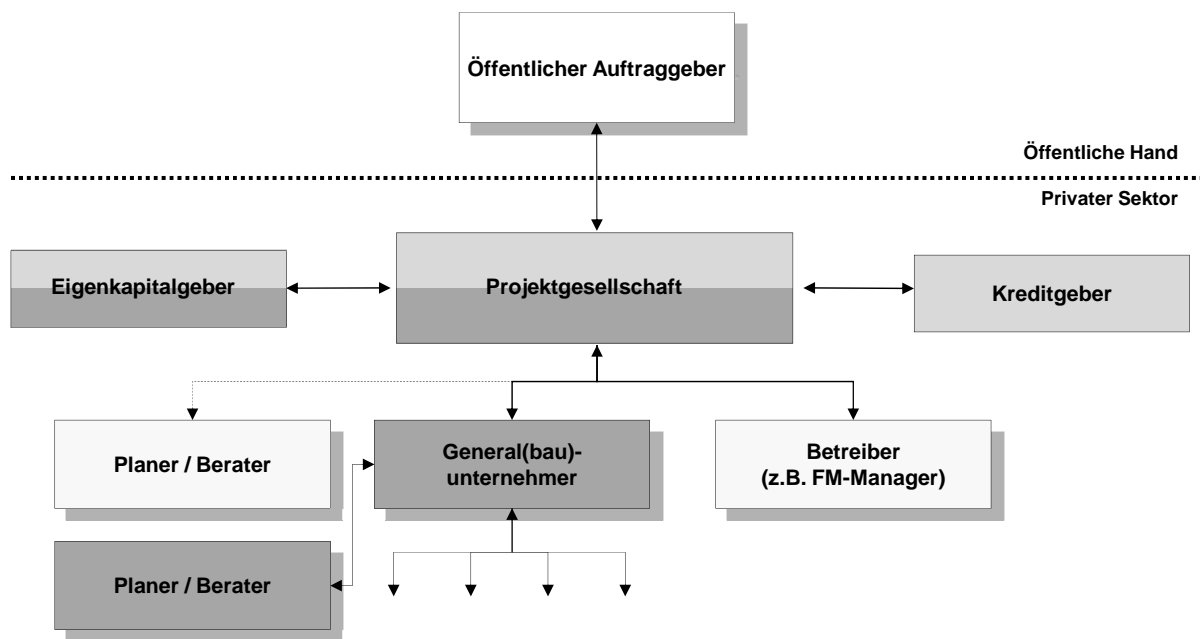 Öffentlicher Auftraggeber
Öffentliche Hand
Privater Sektor
Eigenkapitalgeber
Projektgesellschaft
Kreditgeber
Planer / Berater
General(bau)-
unternehmer
Betreiber
(z.B. FM-Manager)
Planer / Berater